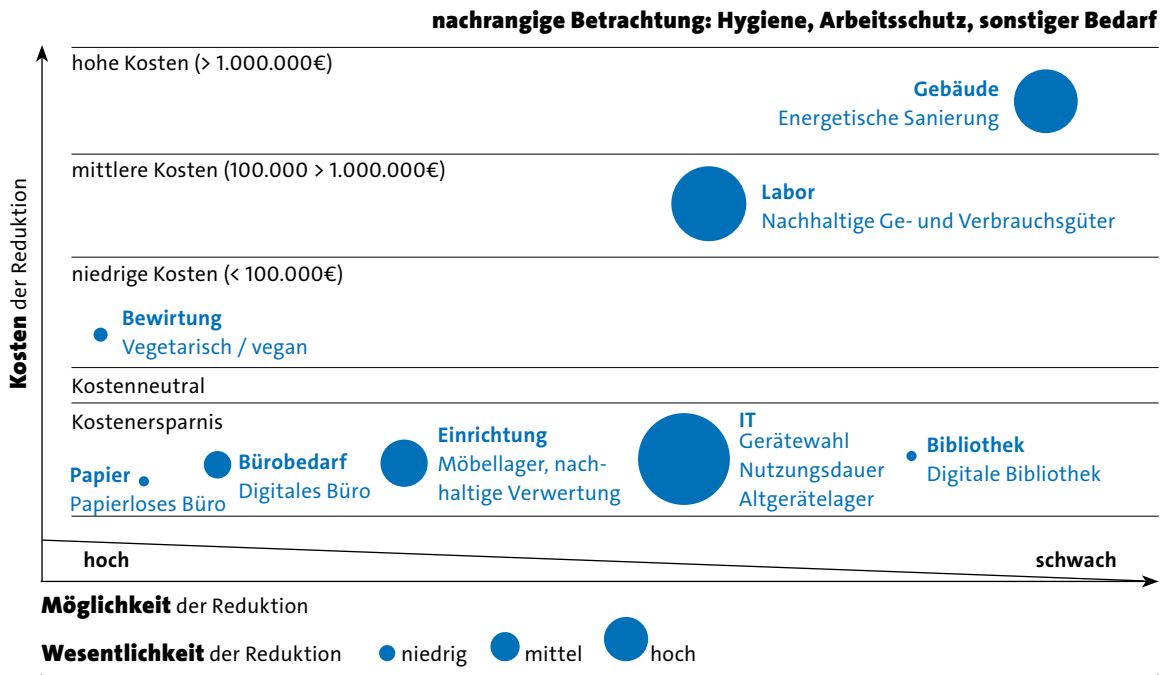 nachrangige Betrachtung: Hygiene, Arbeitsschutz, sonstiger Bedarf
Kosten der Reduktion
hohe Kosten (> 1.000.000€)
Gebäude
Energetische Sanierung
mittlere Kosten (100.000 > 1.000.000€)
Labor
Nachhaltige Ge- und Verbrauchsgüter
niedrige Kosten (< 100.000€)
Bewirtung
Vegetarisch / vegan
Kostenneutral
Kostenersparnis
Papier
Papierloses Büro
Bürobedarf
Digitales Büro
Einrichtung
Möbellager, nach-
haltige Verwertung
IT
Gerätewahl
Nutzungsdauer
Altgerätelager
Bibliothek
Digitale Bibliothek
hoch
schwach
Möglichkeit der Reduktion
Wesentlichkeit der Reduktion niedrig mittel hoch